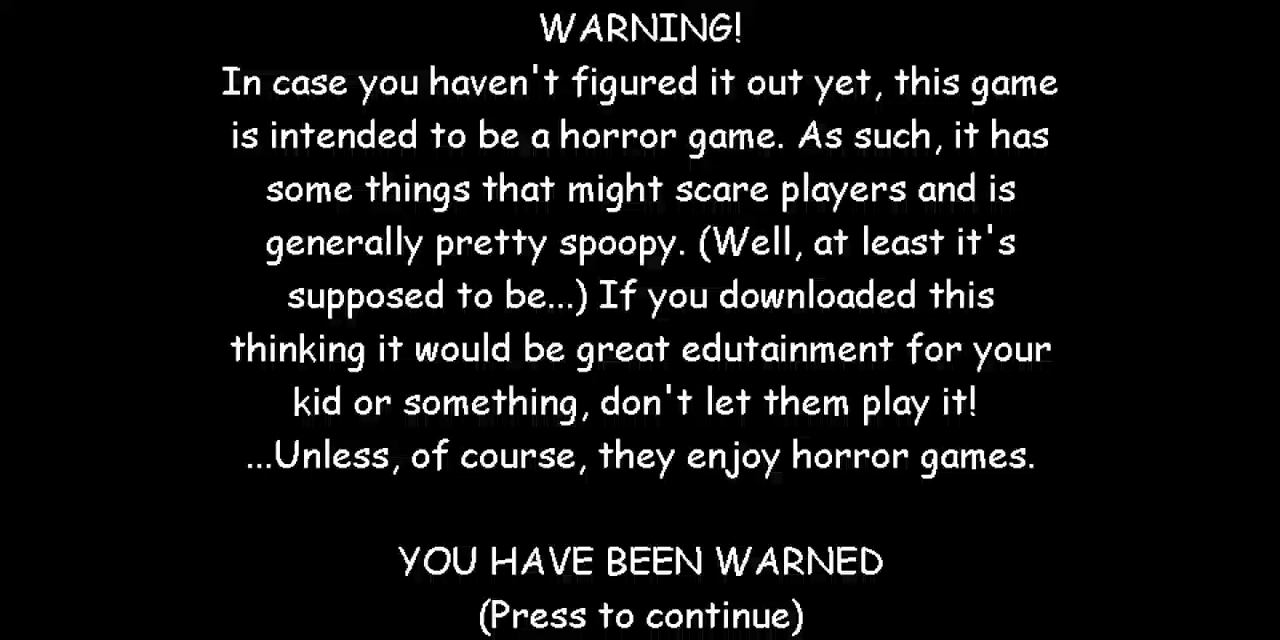 WARNING!
In case you haven't figured it out yet, this game
is intended to be a horror game. As such, it has
some things that might scare players and is
generally pretty spoopy. (Well, at least it's
supposed to be...) If you downloaded this
thinking it would be great edutainment for your
kid or something, don't let them play it!
...Unless, of course, they enjoy horror games.
YOU HAVE BEEN WARNED
(Press to continue)